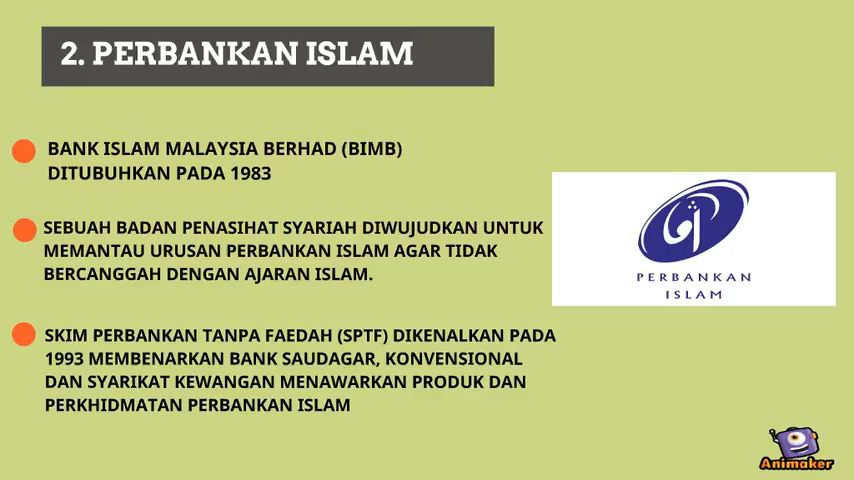 2. PERBANKAN ISLAM
BANK ISLAM MALAYSIA BERHAD (BIMB)
DITUBUHKAN PADA 1983
SEBUAH BADAN PENASIHAT SYARIAH DIWUJUDKAN UNTUK
MEMANTAU URUSAN PERBANKAN ISLAM AGAR TIDAK
BERCANGGAH DENGAN AJARAN ISLAM.
SKIM PERBANKAN TANPA FAEDAH (SPTF) DIKENALKAN PADA
1993 MEMBENARKAN BANK SAUDAGAR, KONVENSIONAL
DAN SYARIKAT KEWANGAN MENAWARKAN PRODUK DAN
PERKHIDMATAN PERBANKAN ISLAM
PERBANKAN
ISLAM
Animaker